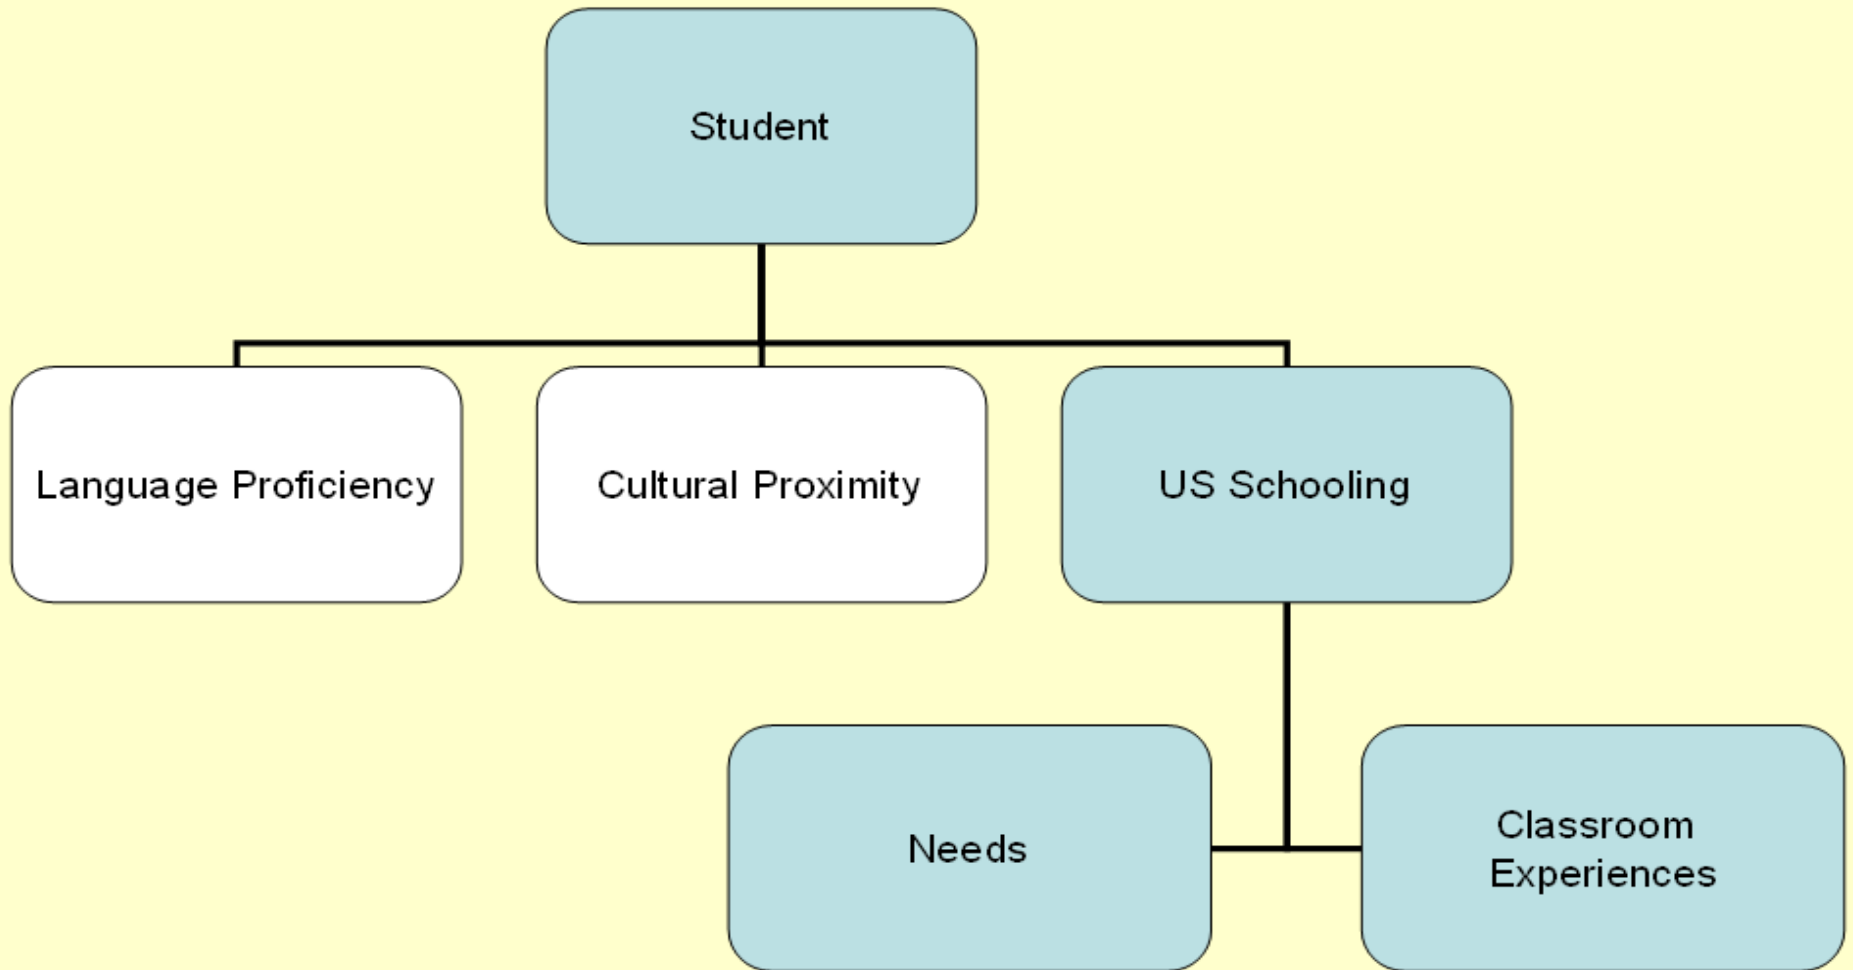 Student
Language Proficiency
Cultural Proximity
US Schooling
Needs
Classroom
Experiences